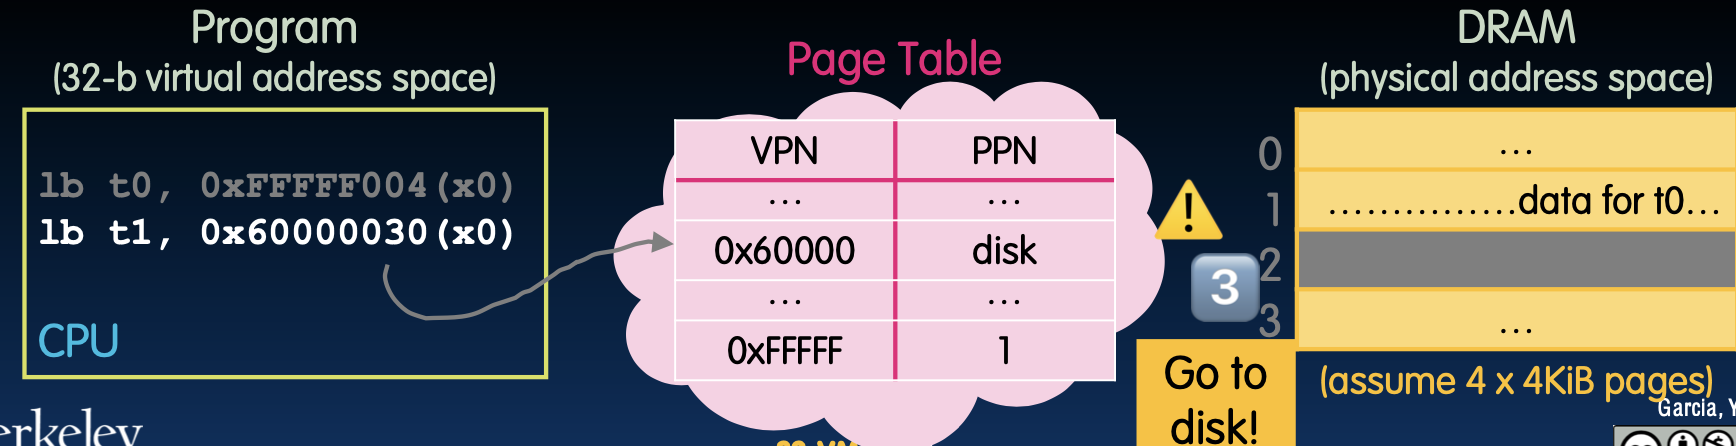 Program
(32-b virtual address space)
lb t0, 0xFFFFF004(x0)
lb t1, 0x60000030(x0)
CPU
Page Table
VPN PPN
... ...
0x60000 disk
... ...
0xFFFFF 1
3
Go to
disk!
DRAM
(physical address space)
0 ...
1 ...............data for t0...
2
3 ...
(assume 4 x 4KiB pages)
Garcia, Y
erkeley